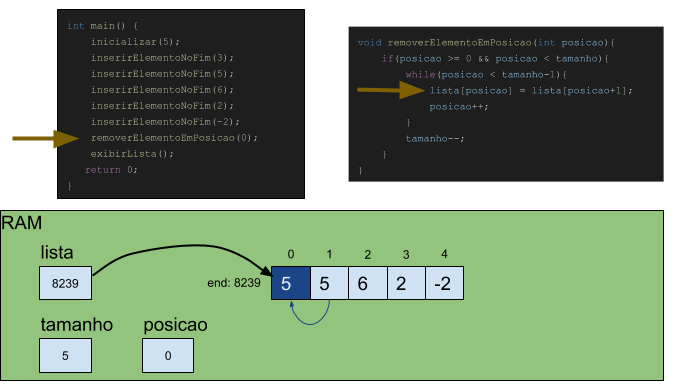 int main() {
inicializar(5);
inserirElementoNoFim(3);
inserirElementoNoFim(5);
inserirElementoNoFim(6);
inserirElementoNoFim(2);
inserirElementoNoFim(-2);
removerElementoEmPosicao(0);
exibirLista();
return 0;
}
void removerElementoEmPosicao(int posicao){
if(posicao >= 0 && posicao < tamanho){
while(posicao < tamanho-1){
lista[posicao] = lista[posicao+1];
posicao++;
}
tamanho--;
}
}
RAM
lista
8239
end: 8239
0 1 2 3 4
5 5 6 2 -2
tamanho posicao
5 0